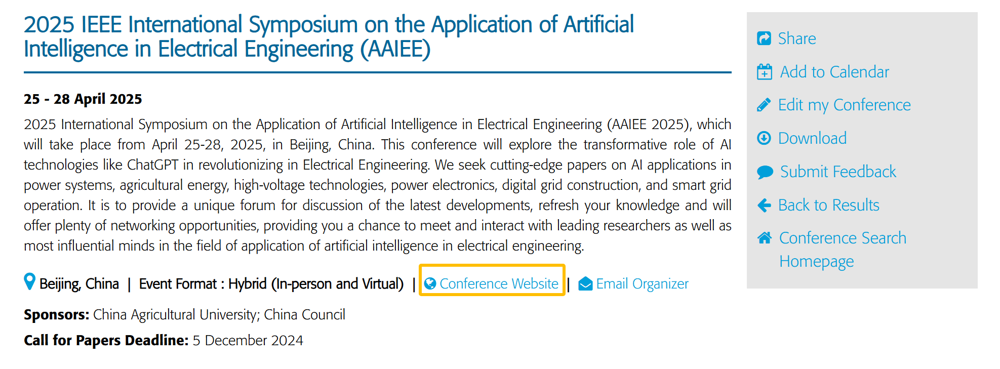 2025 IEEE International Symposium on the Application of Artificial
Intelligence in Electrical Engineering (AAIEE)
25 - 28 April 2025
2025 International Symposium on the Application of Artificial Intelligence in Electrical Engineering (AAIEE 2025), which
will take place from April 25-28, 2025, in Beijing, China. This conference will explore the transformative role of AI
technologies like ChatGPT in revolutionizing in Electrical Engineering. We seek cutting-edge papers on AI applications in
power systems, agricultural energy, high-voltage technologies, power electronics, digital grid construction, and smart grid
operation. It is to provide a unique forum for discussion of the latest developments, refresh your knowledge and will
offer plenty of networking opportunities, providing you a chance to meet and interact with leading researchers as well as
most influential minds in the field of application of artificial intelligence in electrical engineering.
Beijing, China | Event Format : Hybrid (In-person and Virtual) | Conference Website | Email Organizer
Sponsors: China Agricultural University; China Council
Call for Papers Deadline: 5 December 2024
Share
Add to Calendar
Edit my Conference
Download
Submit Feedback
Back to Results
Conference Search
Homepage